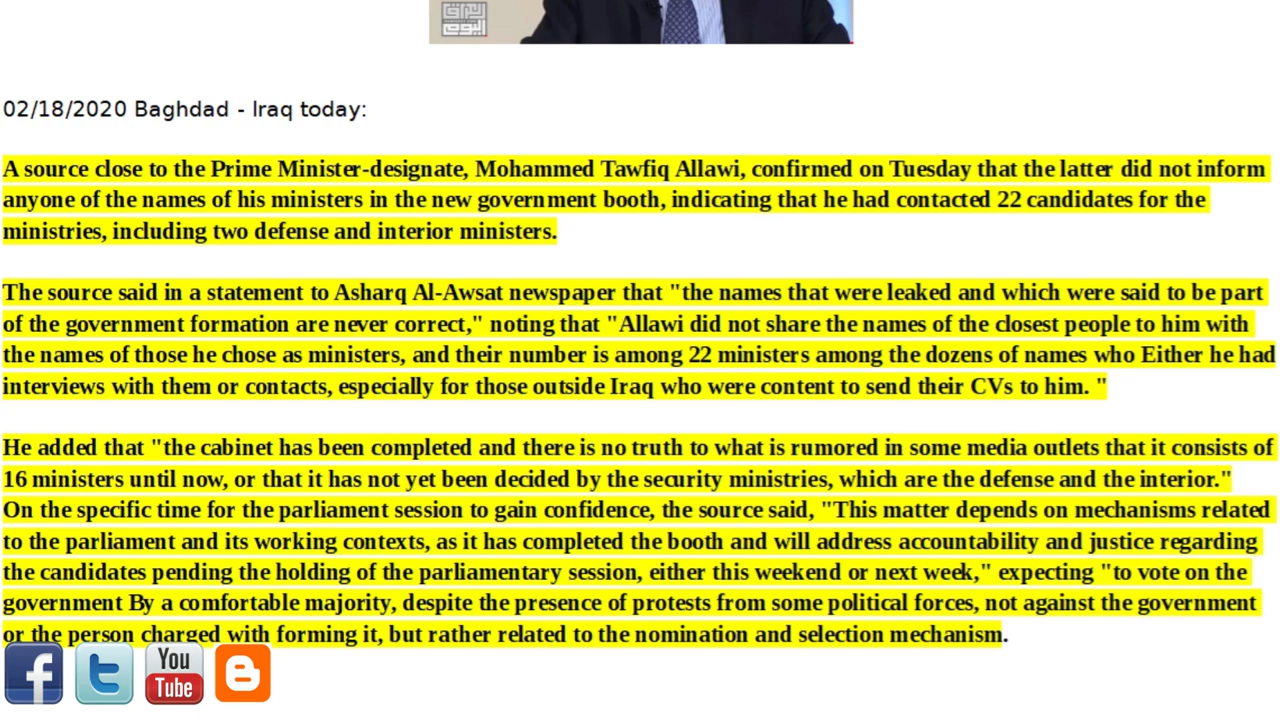 العراق
اليوم
02/18/2020 Baghdad - Iraq today:
A source close to the Prime Minister-designate, Mohammed Tawfiq Allawi, confirmed on Tuesday that the latter did not inform
anyone of the names of his ministers in the new government booth, indicating that he had contacted 22 candidates for the
ministries, including two defense and interior ministers.
The source said in a statement to Asharq Al-Awsat newspaper that "the names that were leaked and which were said to be part
of the government formation are never correct," noting that "Allawi did not share the names of the closest people to him with
the names of those he chose as ministers, and their number is among 22 ministers among the dozens of names who Either he had
interviews with them or contacts, especially for those outside Iraq who were content to send their CVs to him. "
He added that "the cabinet has been completed and there is no truth to what is rumored in some media outlets that it consists of
16 ministers until now, or that it has not yet been decided by the security ministries, which are the defense and the interior."
On the specific time for the parliament session to gain confidence, the source said, "This matter depends on mechanisms related
to the parliament and its working contexts, as it has completed the booth and will address accountability and justice regarding
the candidates pending the holding of the parliamentary session, either this weekend or next week," expecting "to vote on the
government By a comfortable majority, despite the presence of protests from some political forces, not against the government
or the person charged with forming it, but rather related to the nomination and selection mechanism.
f t You
Tube B